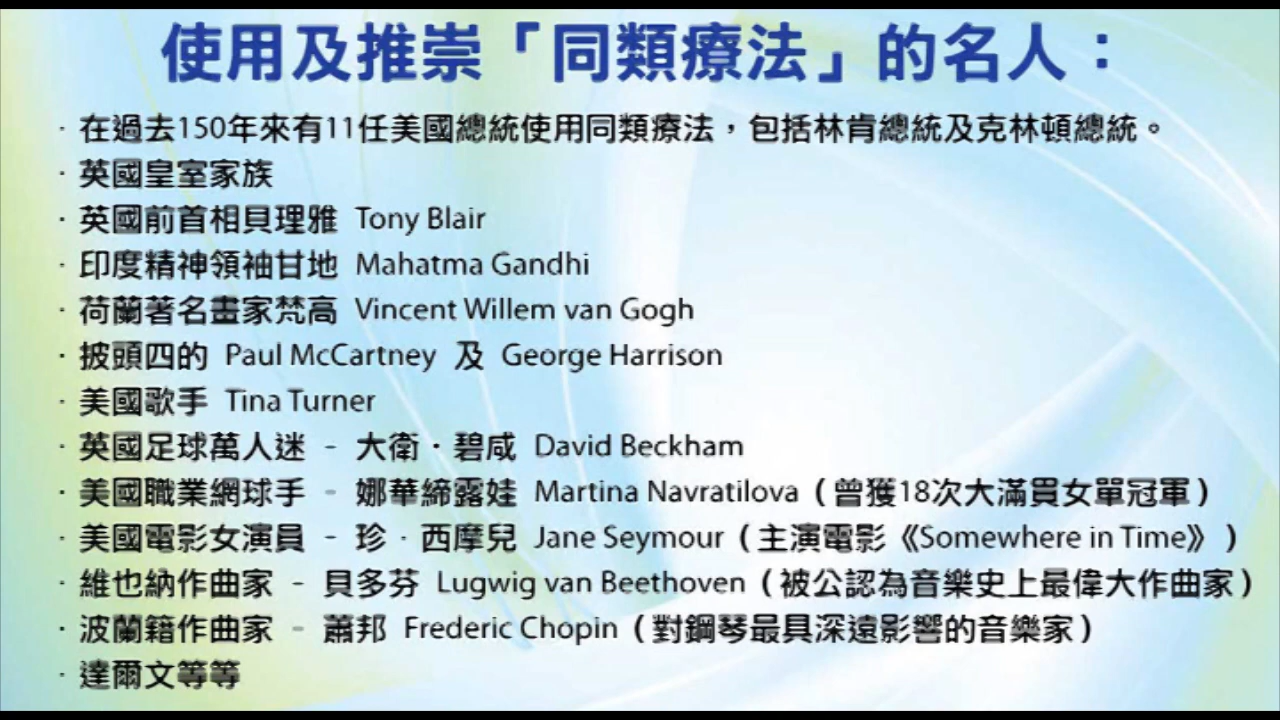 使用及推崇「同類療法」的名人：
· 在過去150年來有11任美國總統使用同類療法，包括林肯總統及克林頓總統。
· 英國皇室家族
· 英國前首相貝理雅 Tony Blair
· 印度精神領袖甘地 Mahatma Gandhi
· 荷蘭著名畫家梵高 Vincent Willem van Gogh
· 披頭四的 Paul McCartney 及 George Harrison
· 美國歌手 Tina Turner
· 英國足球萬人迷 - 大衛·碧咸 David Beckham
· 美國職業網球手 - 娜華締露娃 Martina Navratilova（曾獲18次大滿買女單冠軍）
· 美國電影女演員 - 珍·西摩兒 Jane Seymour（主演電影《Somewhere in Time》）
· 維也納作曲家 - 貝多芬 Lugwig van Beethoven（被公認為音樂史上最偉大作曲家）
· 波蘭籍作曲家 - 蕭邦 Frederic Chopin（對鋼琴最具深遠影響的音樂家）
· 達爾文等等